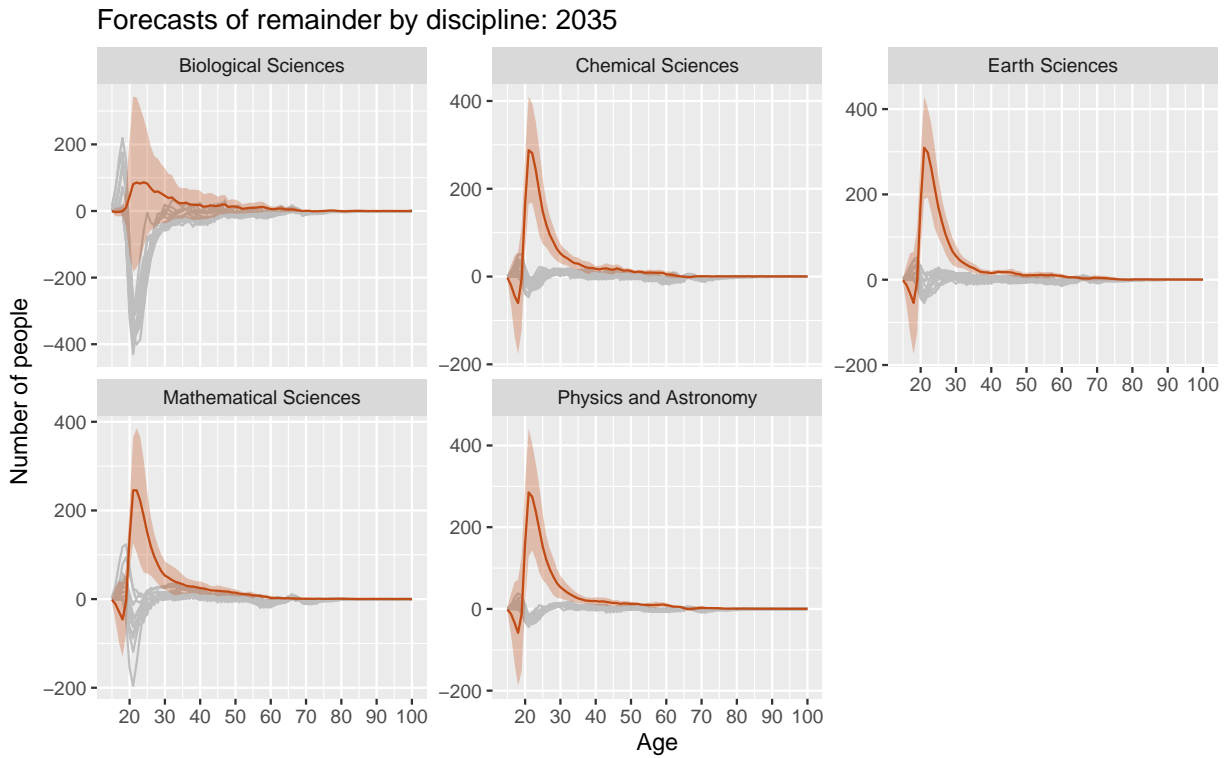 Forecasts of remainder by discipline: 2035
Biological Sciences
Chemical Sciences
Earth Sciences
200
0
−200
−400
400
200
0
−200
400
200
0
−200
20 30 40 50 60 70 80 90 100
Mathematical Sciences
Physics and Astronomy
400
200
0
−200
400
200
0
−200
20 30 40 50 60 70 80 90 100
20 30 40 50 60 70 80 90 100
Number of people
Age